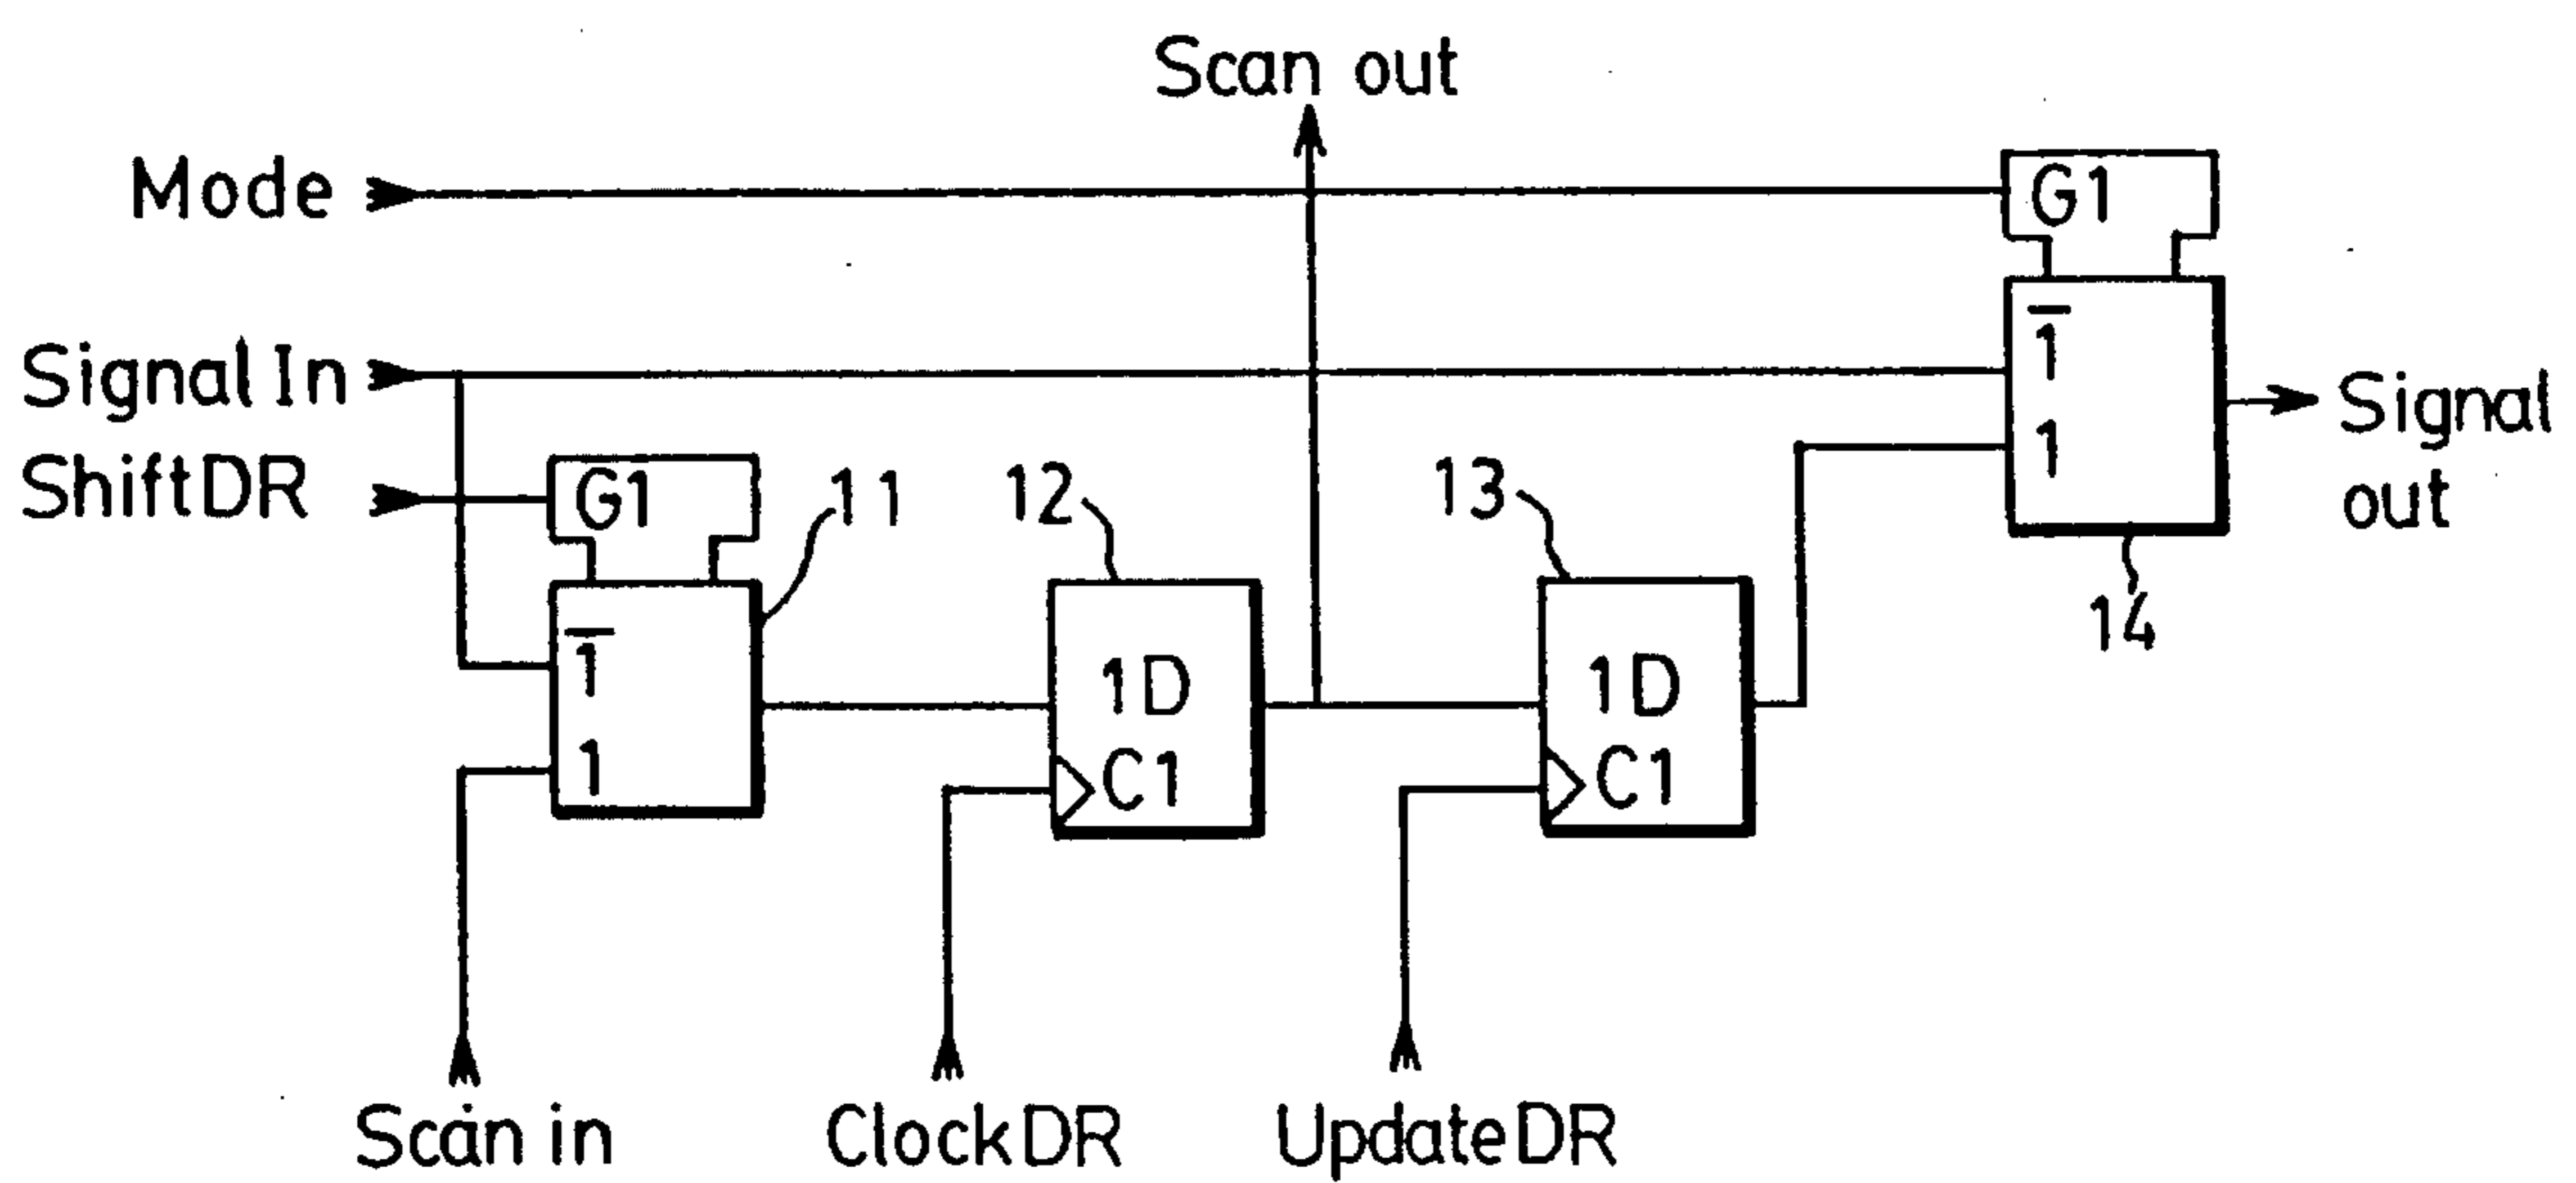 Scan out
Mode
G1
1̅
Signal In
1
Signal
out
ShiftDR
G1
11
12
13
14
1̅
1
1D
C1
1D
C1
Scan in
ClockDR
UpdateDR